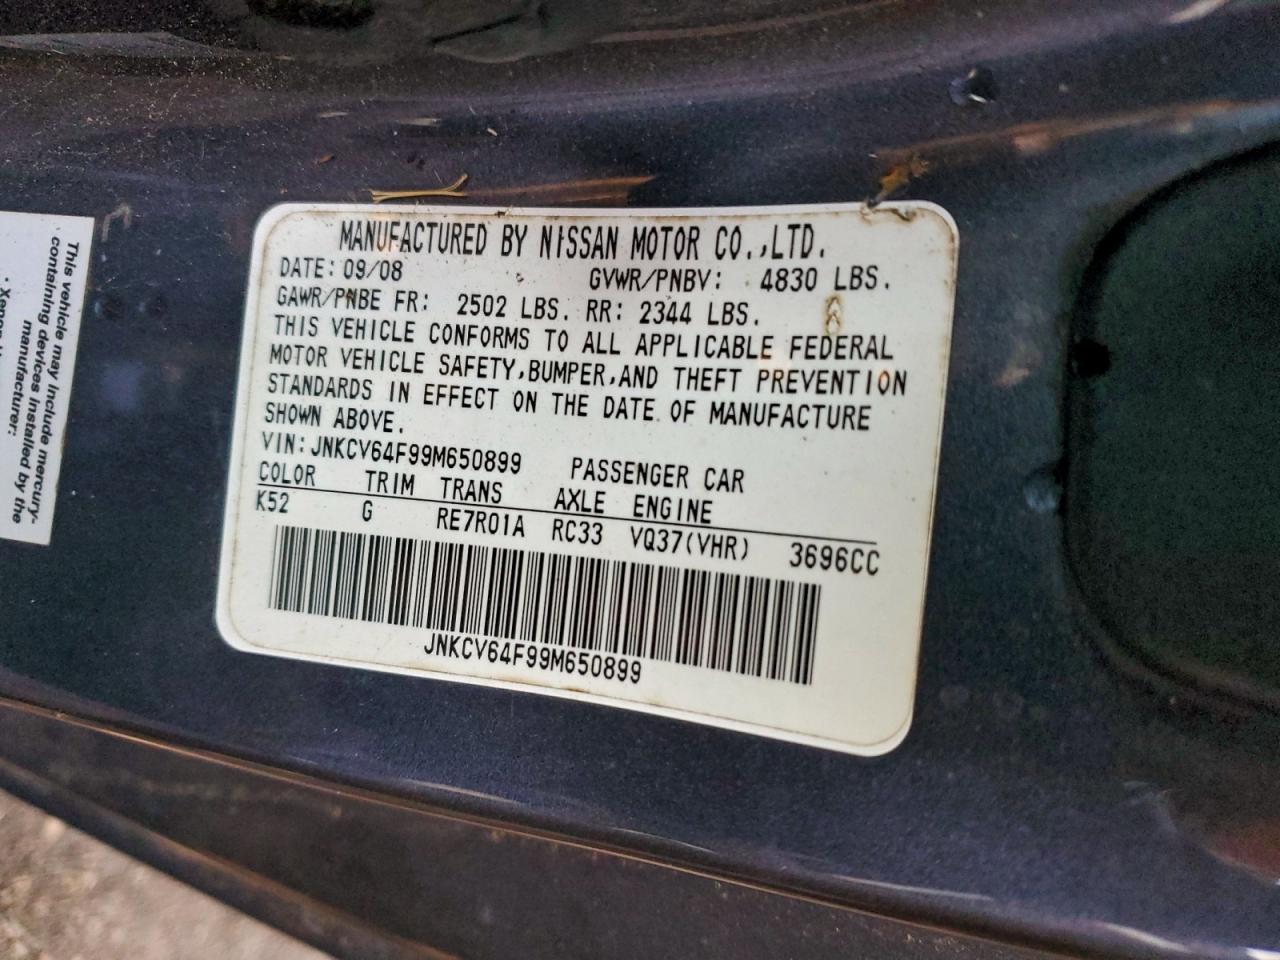 MANUFACTURED BY NISSAN MOTOR CO.,LTD.
DATE: 09/08 GVWR/PNBV: 4830 LBS.
GAWR/PNBE FR: 2502 LBS. RR: 2344 LBS.
THIS VEHICLE CONFORMS TO ALL APPLICABLE FEDERAL
MOTOR VEHICLE SAFETY,BUMPER,AND THEFT PREVENTION
STANDARDS IN EFFECT ON THE DATE OF MANUFACTURE
SHOWN ABOVE.
VIN: JNKCV64F99M650899 PASSENGER CAR
COLOR TRIM TRANS AXLE ENGINE
K52 G RE7R01A RC33 VQ37(VHR) 3696CC
JNKCV64F99M650899
This vehicle may include mercury-
containing devices installed by the
manufacturer: